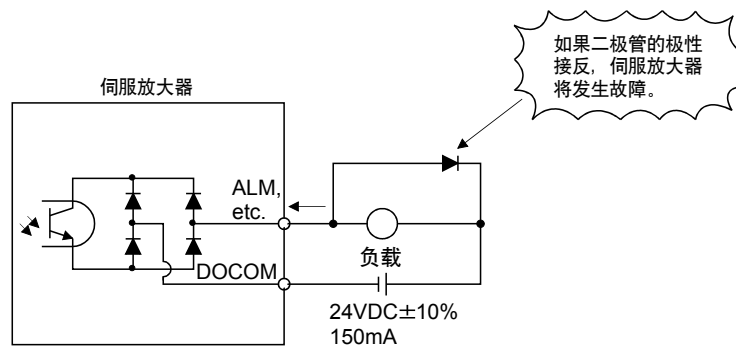 如果二极管的极性
接反，伺服放大器
将发生故障。
伺服放大器
ALM,
etc.
负载
DOCOM
24VDC±10%
150mA